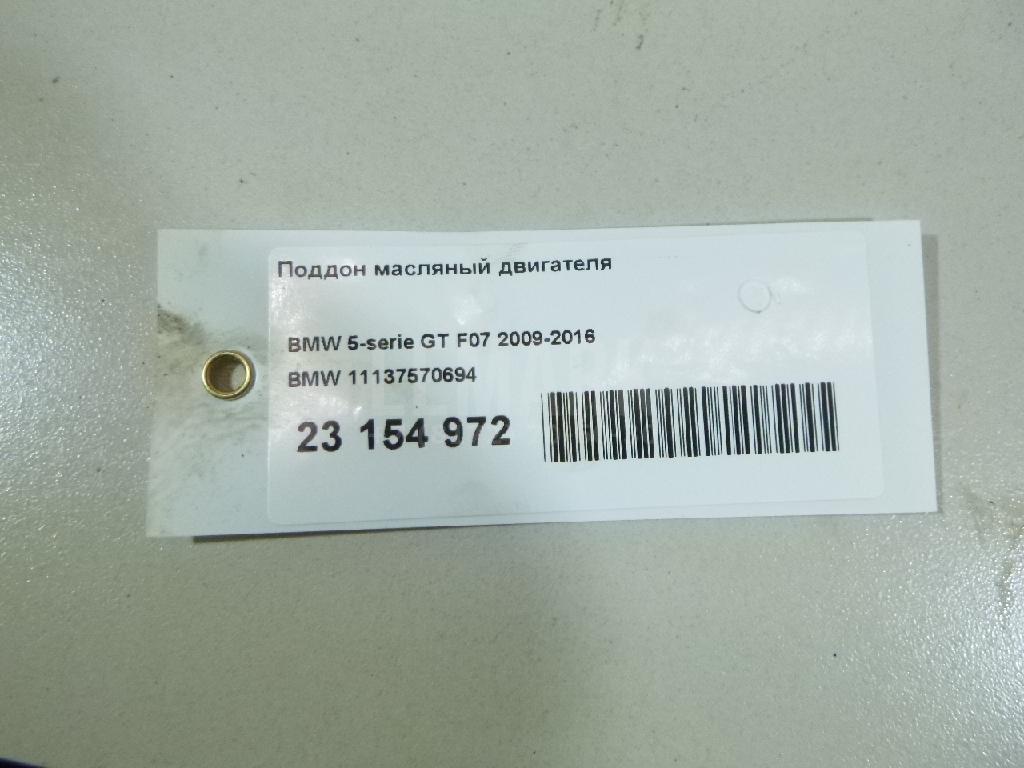 Поддон масляный двигателя
BMW 5-serie GT F07 2009-2016
BMW 11137570694
23 154 972